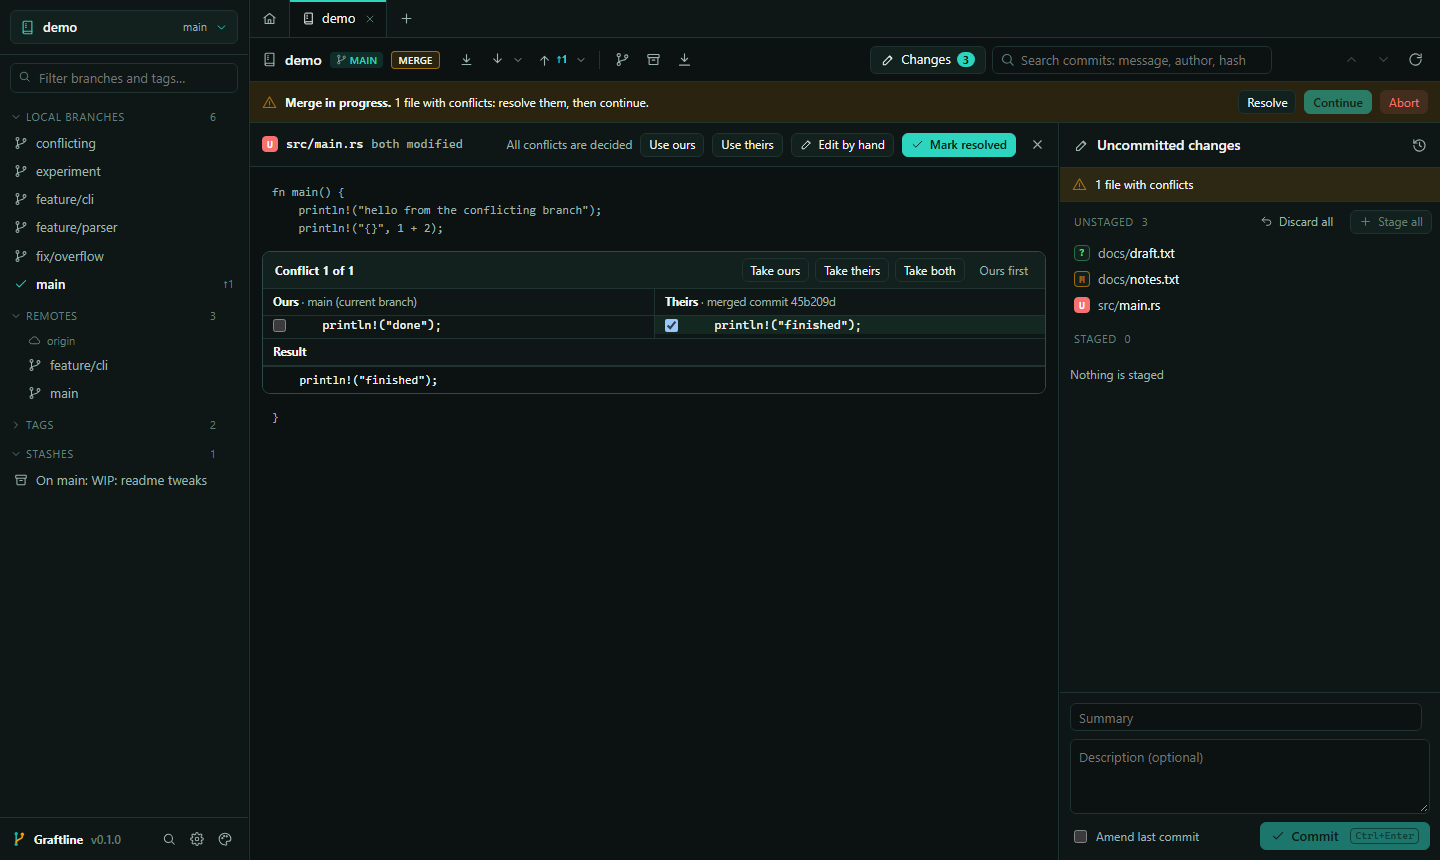 demo main
Filter branches and tags...
LOCAL BRANCHES 6
conflicting
experiment
feature/cli
feature/parser
fix/overflow
main ↑1
REMOTES 3
origin
feature/cli
main
TAGS 2
STASHES 1
On main: WIP: readme tweaks
Graftline v0.1.0
demo
demo MAIN MERGE ↑1 Changes 3 Search commits: message, author, hash
Merge in progress. 1 file with conflicts: resolve them, then continue. Resolve Continue Abort
U src/main.rs both modified All conflicts are decided Use ours Use theirs Edit by hand Mark resolved
fn main() {
println!("hello from the conflicting branch");
println!("{}", 1 + 2);
Conflict 1 of 1 Take ours Take theirs Take both Ours first
Ours · main (current branch) Theirs · merged commit 45b209d
println!("done"); println!("finished");
Result
println!("finished");
}
Uncommitted changes
1 file with conflicts
UNSTAGED 3 Discard all Stage all
? docs/draft.txt
M docs/notes.txt
U src/main.rs
STAGED 0
Nothing is staged
Summary
Description (optional)
Amend last commit Commit Ctrl+Enter